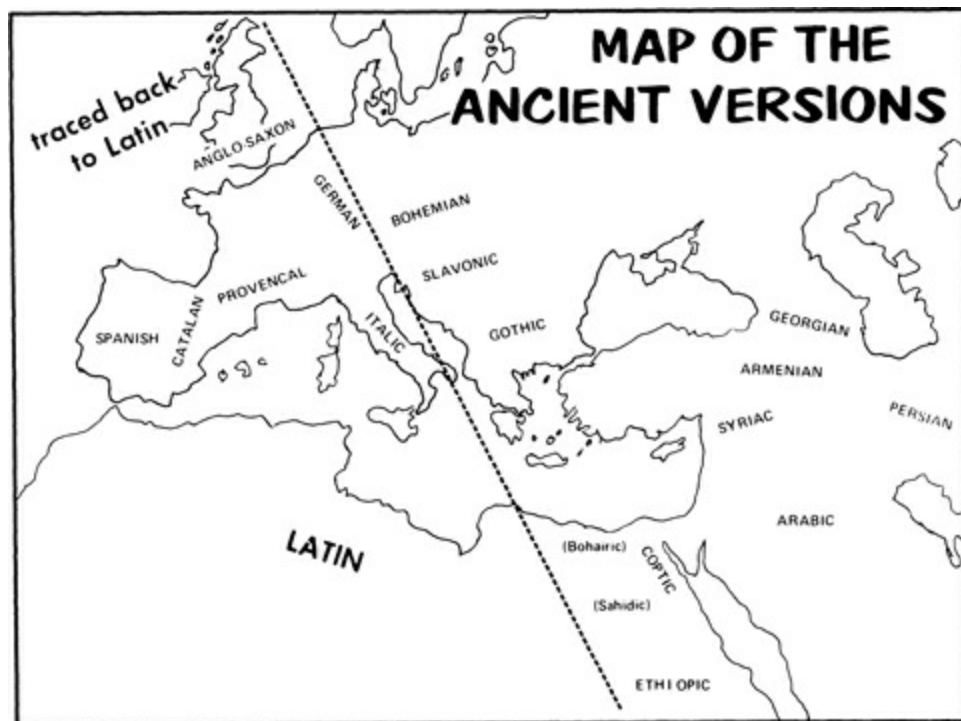 MAP OF THE
ANCIENT VERSIONS
traced back
to Latin
ANGLO-SAXON
GERMAN
BOHEMIAN
SLAVONIC
PROVENCAL
CATALAN
SPANISH
ITALIC
GOTHIC
GEORGIAN
ARMENIAN
PERSIAN
SYRIAC
ARABIC
LATIN
(Bohairic)
COPTIC
(Sahidic)
ETHIOPIC